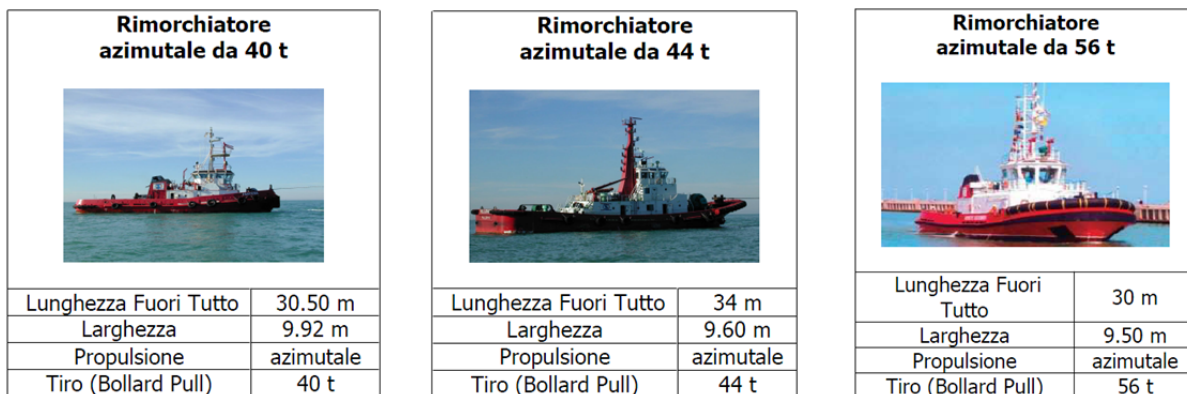 Rimorchiatore
azimutale da 40 t
Lunghezza Fuori Tutto 30.50 m
Larghezza 9.92 m
Propulsione azimutale
Tiro (Bollard Pull) 40 t
Rimorchiatore
azimutale da 44 t
Lunghezza Fuori Tutto 34 m
Larghezza 9.60 m
Propulsione azimutale
Tiro (Bollard Pull) 44 t
Rimorchiatore
azimutale da 56 t
Lunghezza Fuori
Tutto 30 m
Larghezza 9.50 m
Propulsione azimutale
Tiro (Bollard Pull) 56 t